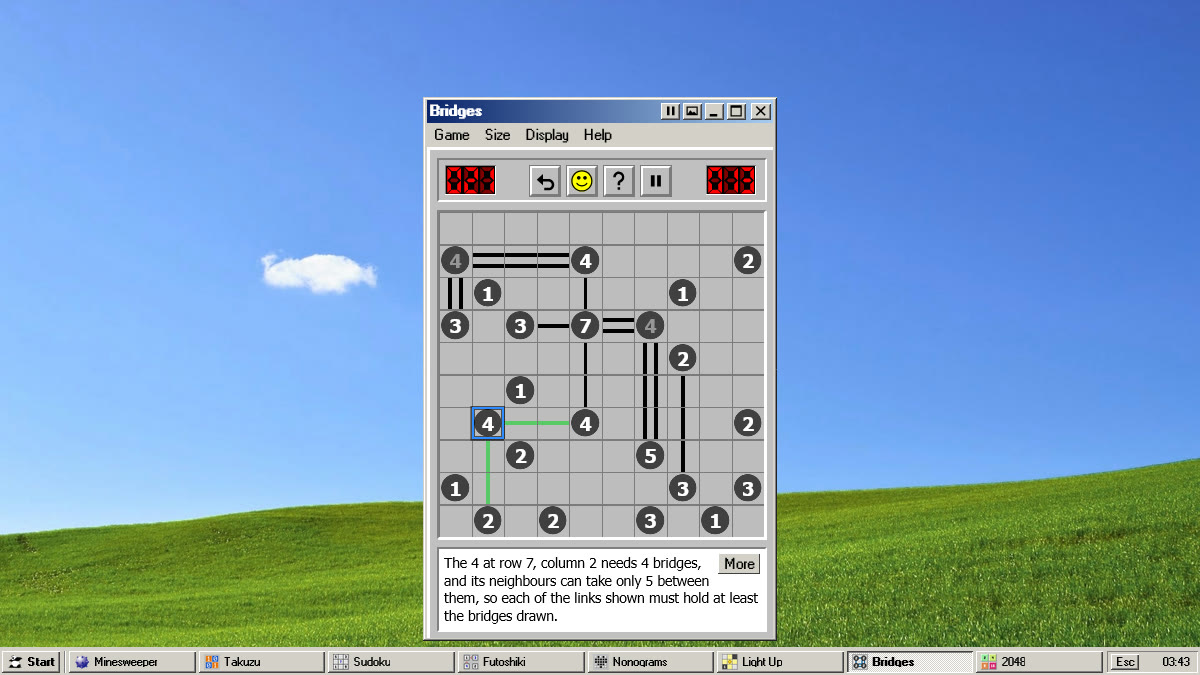 Bridges
Game Size Display Help
?
4 4 2
1 1
3 3 7 4
2
1
4 4 2
2 5
1 3 3
2 2 3 1
The 4 at row 7, column 2 needs 4 bridges,
and its neighbours can take only 5 between
them, so each of the links shown must hold at least
the bridges drawn.
More
Start Minesweeper Takuzu Sudoku Futoshiki Nonograms Light Up Bridges 2048 Esc 03:43